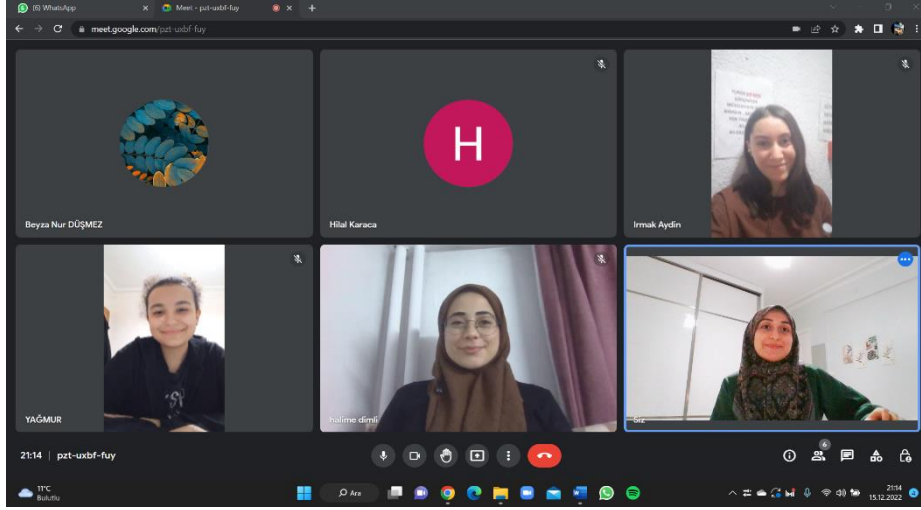 (6) WhatsApp
Meet - pzt-uxbf-fuy
meet.google.com/pzt-uxbf-fuy
H
Beyza Nur DÜŞMEZ
Hilal Karaca
Irmak Aydin
YAĞMUR
halime dimli
Siz
21:14 | pzt-uxbf-fuy
6
11°C
Bulutlu
Ara
21:14
15.12.2022